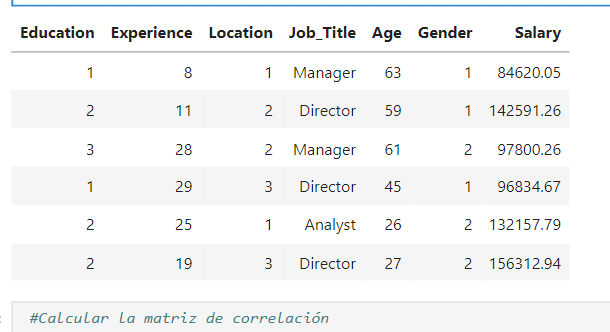 Education Experience Location Job_Title Age Gender Salary
1 8 1 Manager 63 1 84620.05
2 11 2 Director 59 1 142591.26
3 28 2 Manager 61 2 97800.26
1 29 3 Director 45 1 96834.67
2 25 1 Analyst 26 2 132157.79
2 19 3 Director 27 2 156312.94
#Calcular la matriz de correlación